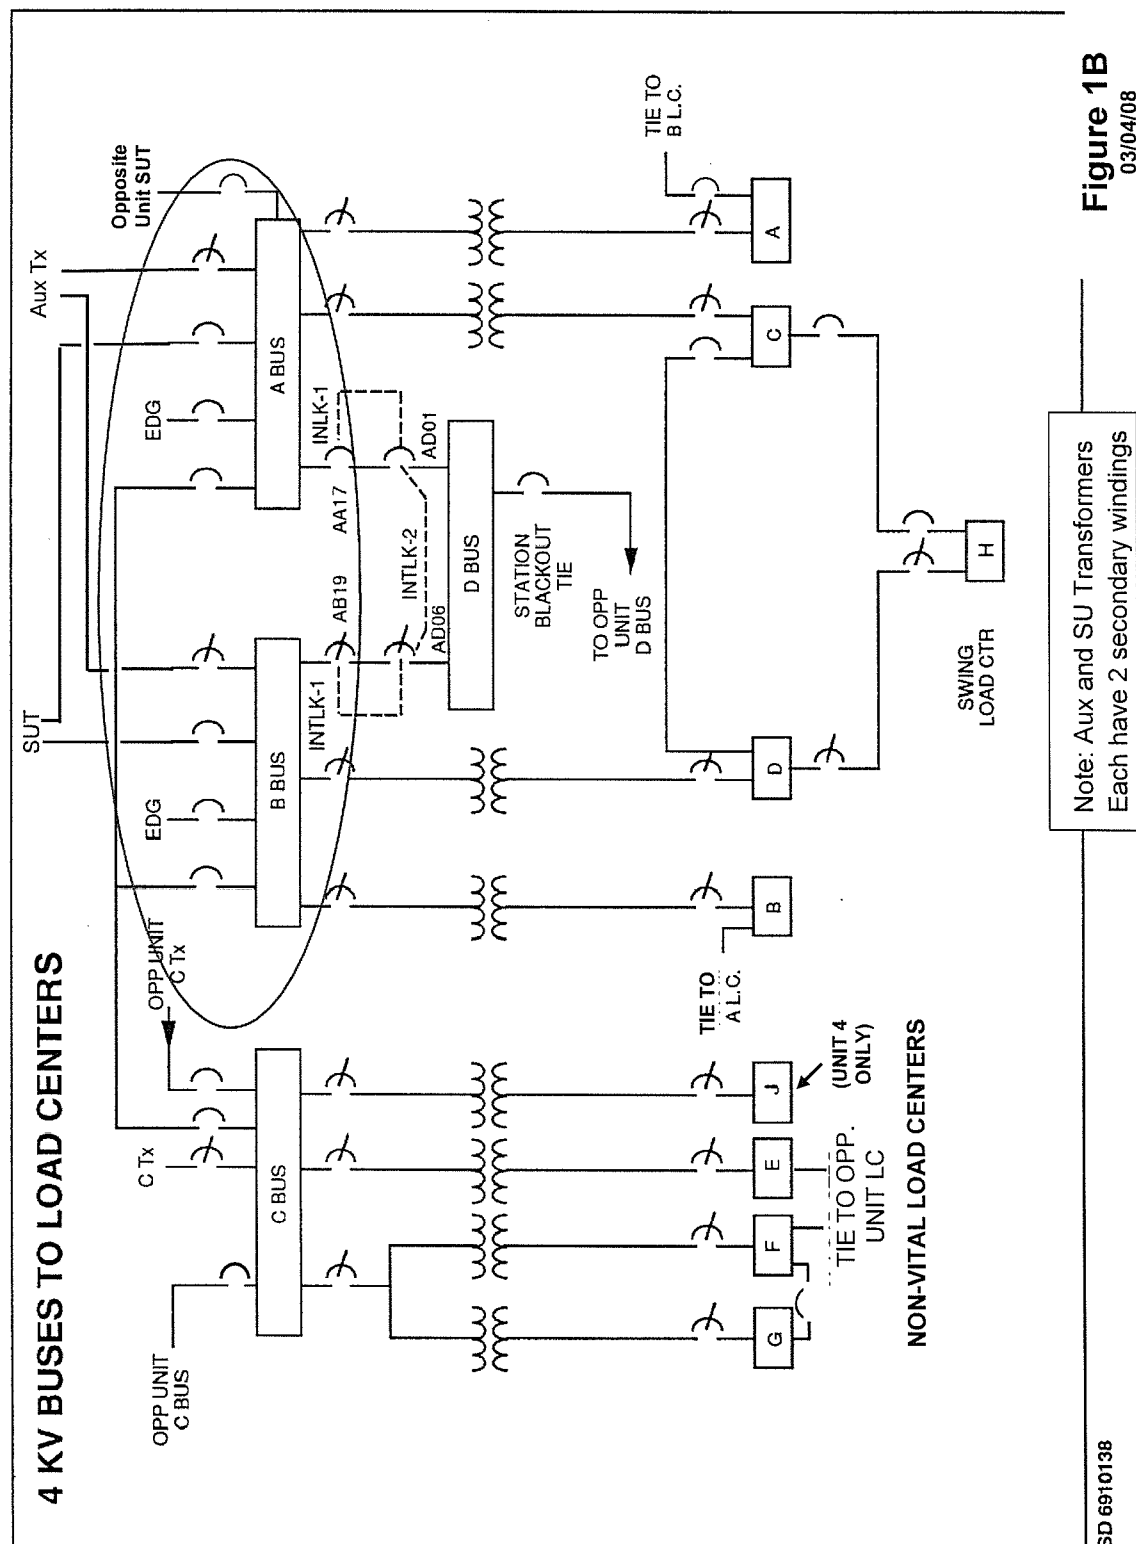 4 KV BUSES TO LOAD CENTERS
SUT
Aux Tx
Opposite
Unit SUT
OPP UNIT
C BUS
C Tx
OPP UNIT
C Tx
EDG
EDG
C BUS
B BUS
A BUS
INTLK-1
AB19
AA17
INLK-1
INTLK-2
AD06
AD01
D BUS
STATION
BLACKOUT
TIE
TO OPP
UNIT
D BUS
TIE TO
A L.C.
TIE TO
B L.C.
G
F
E
J
B
D
C
A
(UNIT 4
ONLY)
TIE TO OPP.
UNIT LC
NON-VITAL LOAD CENTERS
SWING
LOAD CTR
H
Note: Aux and SU Transformers
Each have 2 secondary windings
Figure 1B
03/04/08
SD 6910138